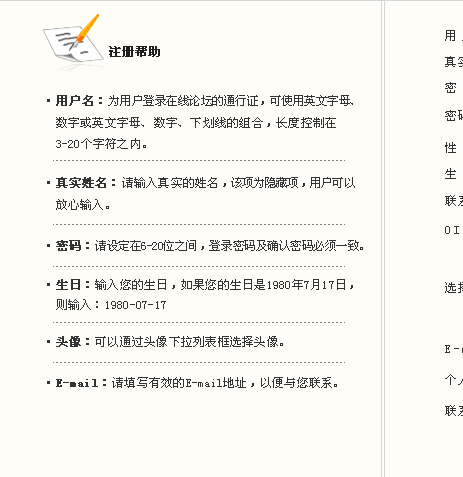 注册帮助
用
· 用户名：为用户登录在线论坛的通行证，可使用英文字母、
数字或英文字母、数字、下划线的组合，长度控制在
3-20个字符之内。
真实
密
密码
· 真实姓名：请输入真实的姓名，该项为隐藏项，用户可以
放心输入。
性
生
联系
· 密码：请设定在6-20位之间，登录密码及确认密码必须一致。
· 生日：输入您的生日，如果您的生日是1980年7月17日，
则输入：1980-07-17
选择
· 头像：可以通过头像下拉列表框选择头像。
· E-mail：请填写有效的E-mail地址，以便与您联系。
E-
个人
联系